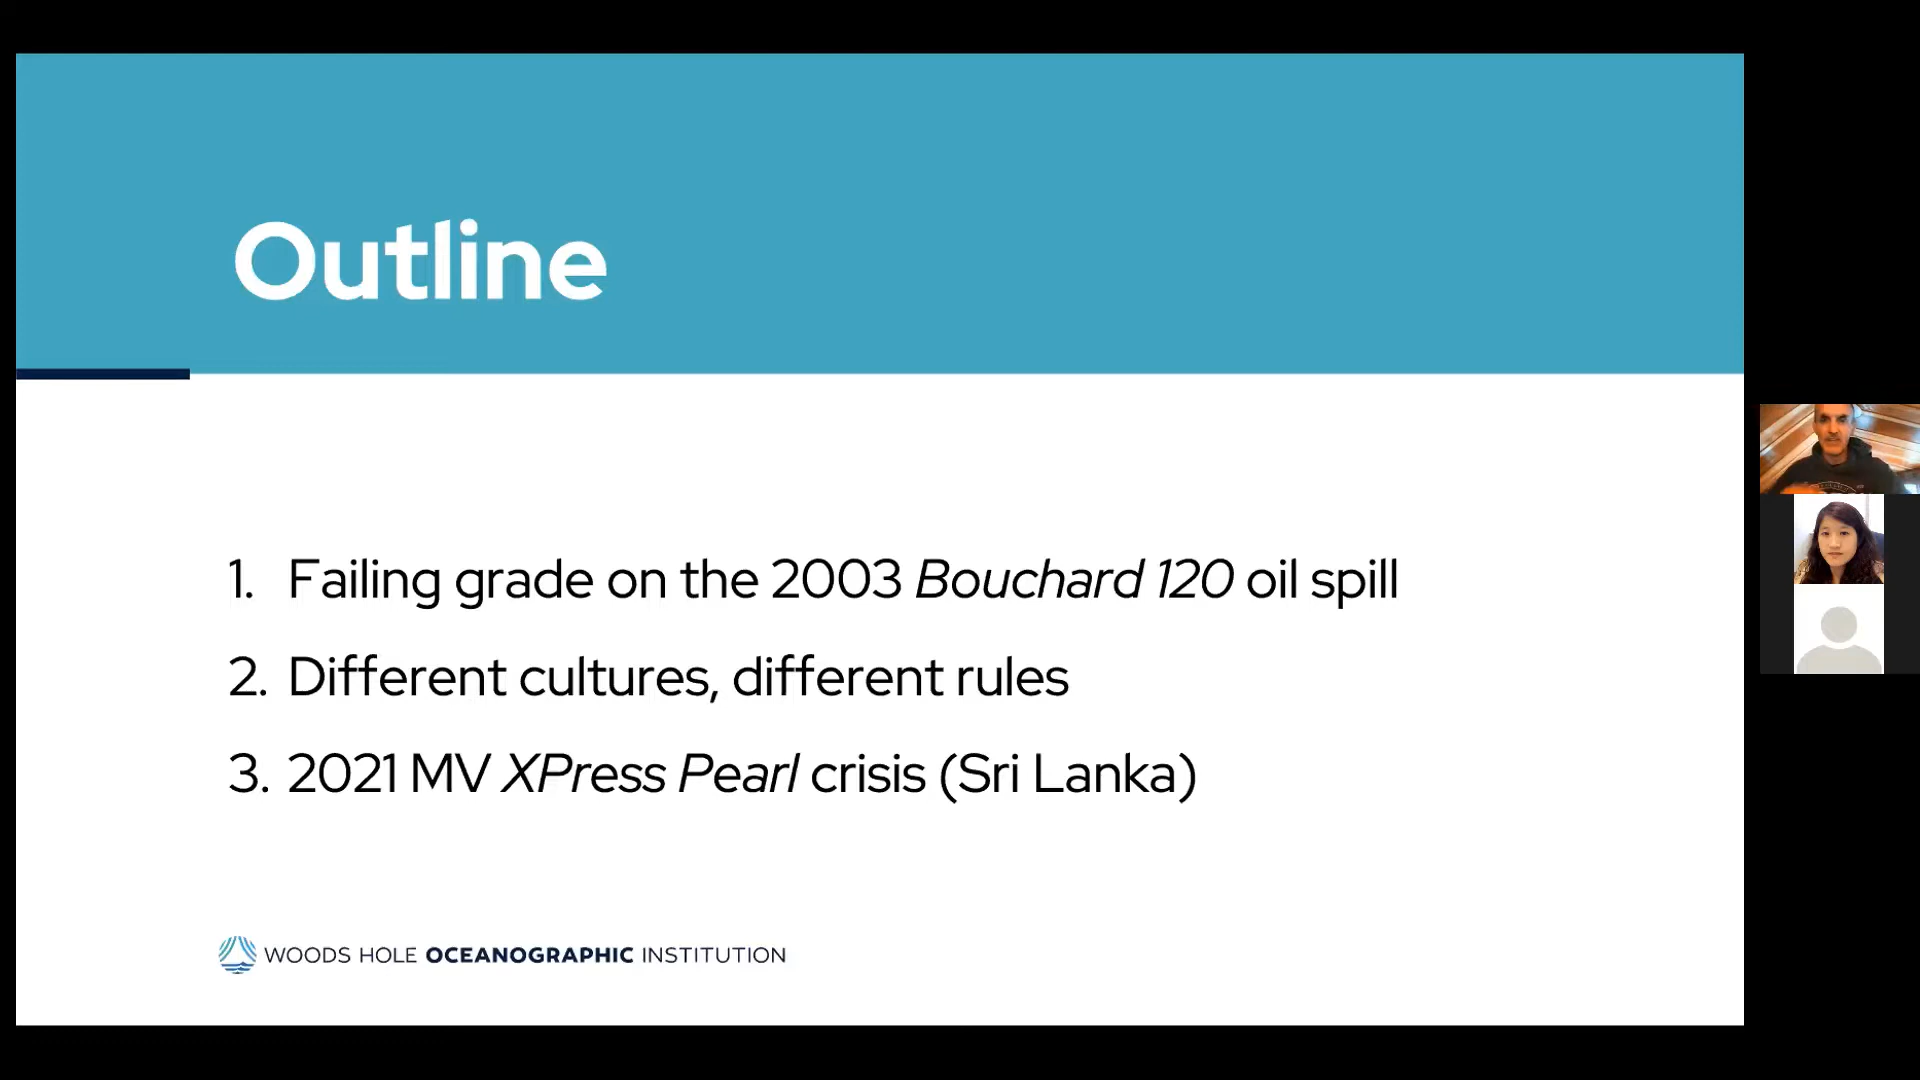 Outline
1. Failing grade on the 2003 Bouchard 120 oil spill
2. Different cultures, different rules
3. 2021 MV XPress Pearl crisis (Sri Lanka)
WOODS HOLE OCEANOGRAPHIC INSTITUTION